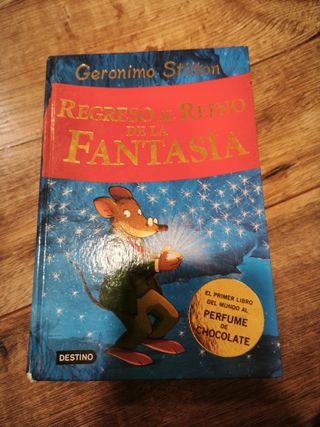 Geronimo Stilton
REGRESO AL REINO
DE LA
FANTASÍA
EL PRIMER LIBRO
DEL MUNDO AL
PERFUME
DE
CHOCOLATE
DESTINO